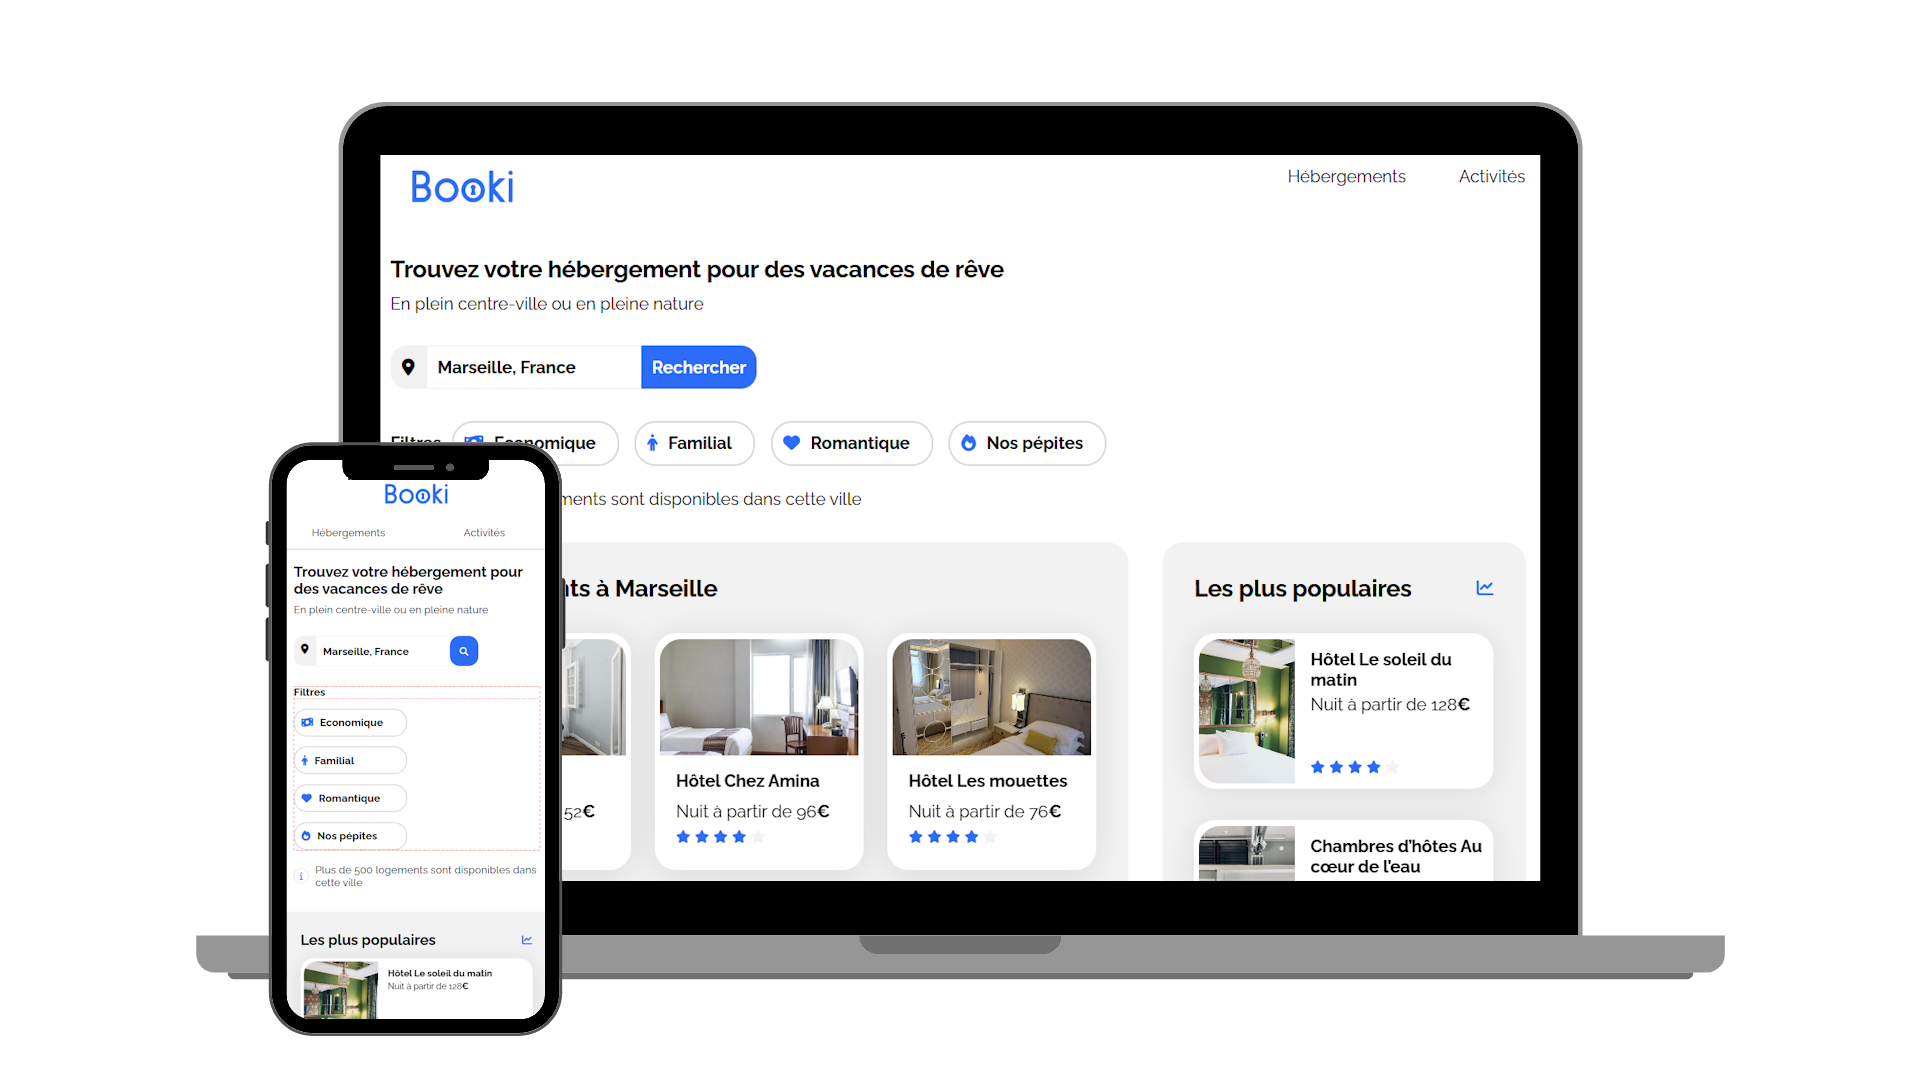 Booki
Hébergements
Activités
Trouvez votre hébergement pour des vacances de rêve
En plein centre-ville ou en pleine nature
Marseille, France
Rechercher
Filtres
Economique
Familial
Romantique
Nos pépites
sont disponibles dans cette ville
à Marseille
52€
Hôtel Chez Amina
Nuit à partir de 96€
Hôtel Les mouettes
Nuit à partir de 76€
Les plus populaires
Hôtel Le soleil du
matin
Nuit à partir de 128€
Chambres d'hôtes Au
cœur de l'eau
Booki
Hébergements
Activités
Trouvez votre hébergement pour
des vacances de rêve
En plein centre-ville ou en pleine nature
Marseille, France
Filtres
Economique
Familial
Romantique
Nos pépites
Plus de 500 logements sont disponibles dans
cette ville
Les plus populaires
Hôtel Le soleil du matin
Nuit à partir de 128€